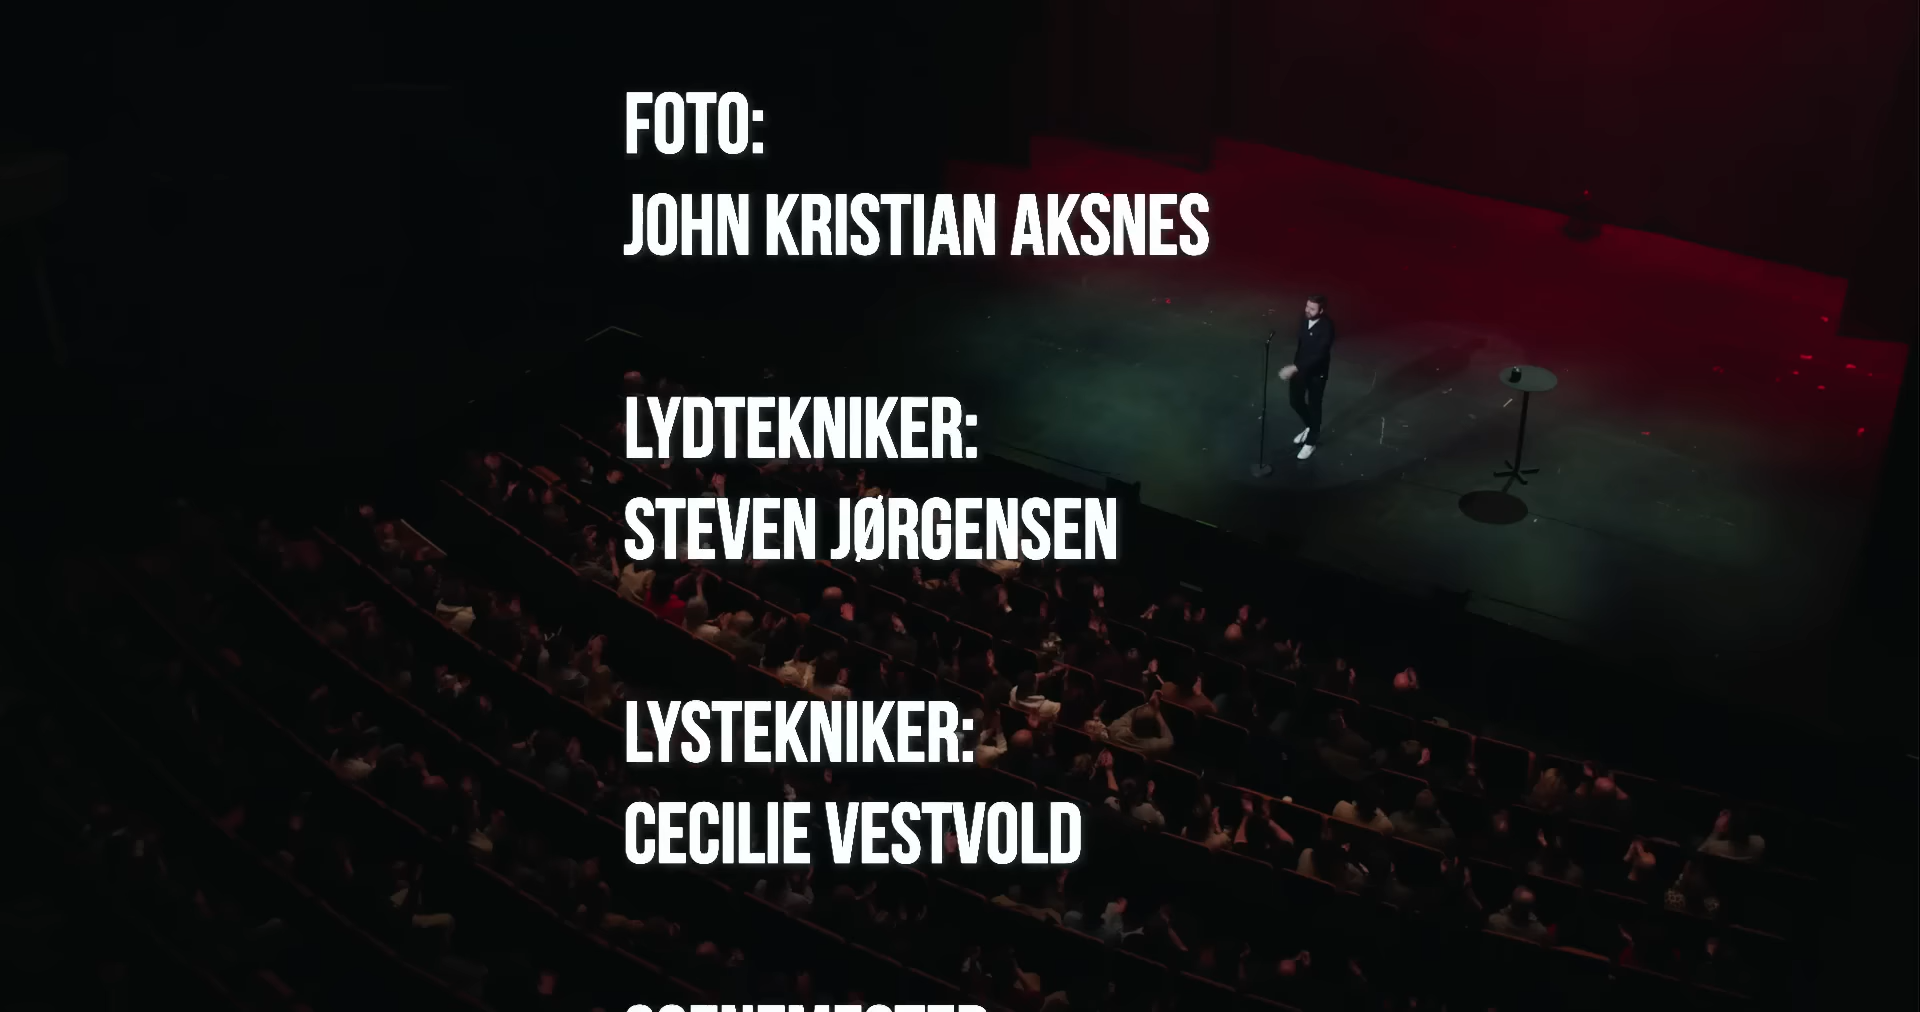 FOTO:
JOHN KRISTIAN AKSNES
LYDTEKNIKER:
STEVEN JØRGENSEN
LYSTEKNIKER:
CECILIE VESTVOLD